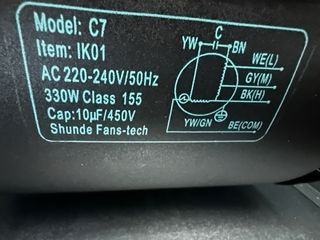 Model: C7
Item: IK01
AC 220-240V/50Hz
330W Class 155
Cap:10μF/450V
Shunde Fans-tech
C
YW
BN
WE(L)
GY(M)
BK(H)
YW/GN
BE(COM)